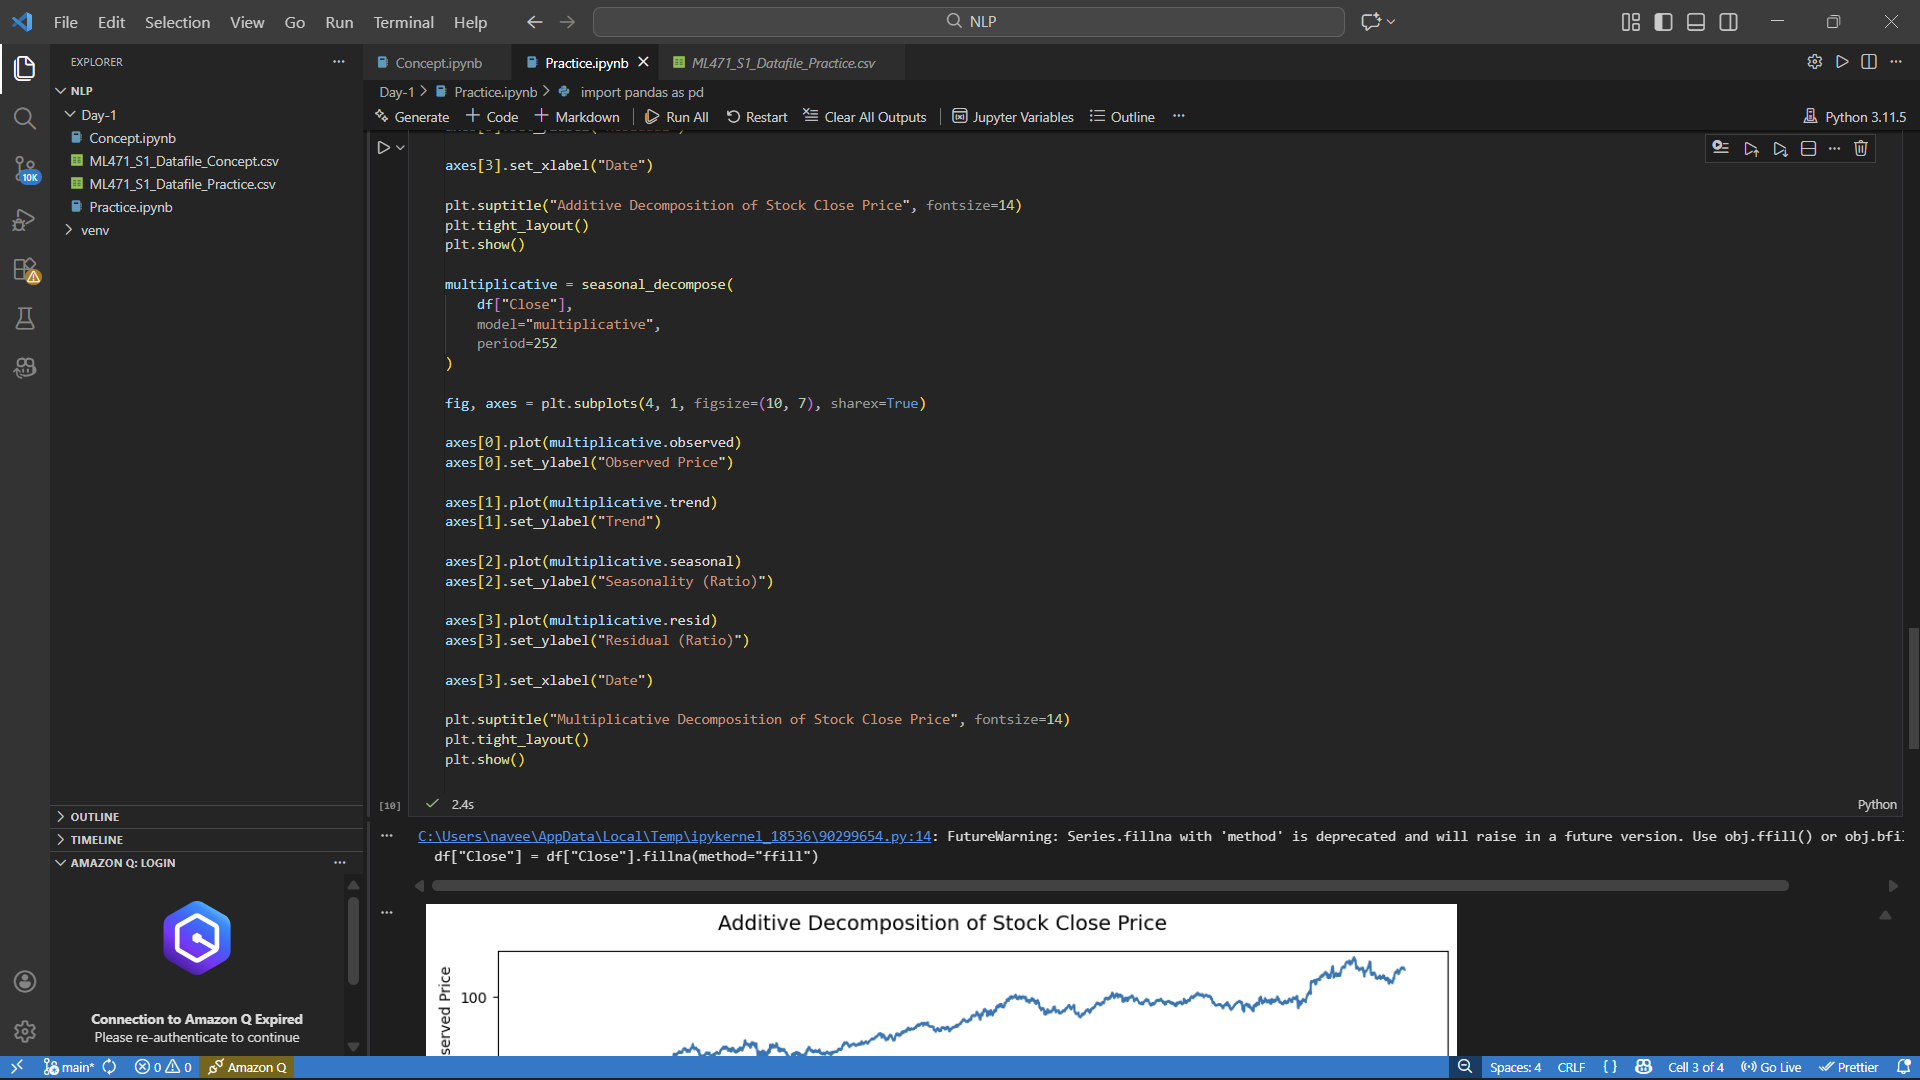 File Edit Selection View Go Run Terminal Help
NLP
EXPLORER
Concept.ipynb
Practice.ipynb
ML471_S1_Datafile_Practice.csv
NLP
Day-1
Concept.ipynb
ML471_S1_Datafile_Concept.csv
ML471_S1_Datafile_Practice.csv
Practice.ipynb
venv
10K
OUTLINE
TIMELINE
AMAZON Q: LOGIN
Connection to Amazon Q Expired
Please re-authenticate to continue
Day-1 > Practice.ipynb > import pandas as pd
Generate + Code + Markdown Run All Restart Clear All Outputs Jupyter Variables Outline ···
Python 3.11.5
axes[3].set_xlabel("Date")
plt.suptitle("Additive Decomposition of Stock Close Price", fontsize=14)
plt.tight_layout()
plt.show()
multiplicative = seasonal_decompose(
df["Close"],
model="multiplicative",
period=252
)
fig, axes = plt.subplots(4, 1, figsize=(10, 7), sharex=True)
axes[0].plot(multiplicative.observed)
axes[0].set_ylabel("Observed Price")
axes[1].plot(multiplicative.trend)
axes[1].set_ylabel("Trend")
axes[2].plot(multiplicative.seasonal)
axes[2].set_ylabel("Seasonality (Ratio)")
axes[3].plot(multiplicative.resid)
axes[3].set_ylabel("Residual (Ratio)")
axes[3].set_xlabel("Date")
plt.suptitle("Multiplicative Decomposition of Stock Close Price", fontsize=14)
plt.tight_layout()
plt.show()
[10] 2.4s
Python
C:\Users\navee\AppData\Local\Temp\ipykernel_18536\90299654.py:14: FutureWarning: Series.fillna with 'method' is deprecated and will raise in a future version. Use obj.ffill() or obj.bfil
df["Close"] = df["Close"].fillna(method="ffill")
Additive Decomposition of Stock Close Price
served Price
100
main* 0 0 Amazon Q
Spaces: 4 CRLF { } Cell 3 of 4 Go Live Prettier